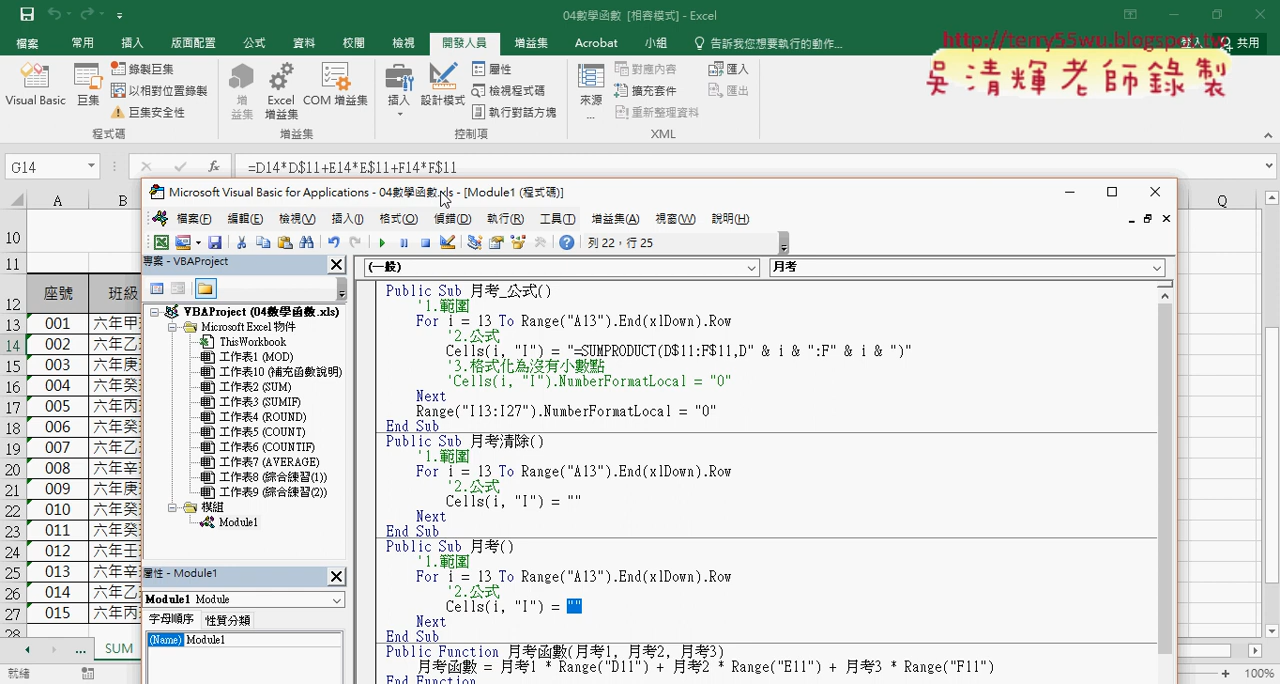 04數學函數 [相容模式] - Excel
http://terry55wu.blogspot.tw
吳清輝老師錄製
檔案 常用 插入 版面配置 公式 資料 校閱 檢視 開發人員 增益集 Acrobat 小組 告訴我您想要執行的動作... 登入 共用
Visual Basic 巨集 錄製巨集 以相對位置錄製 巨集安全性
程式碼
增益集 Excel 增益集 COM 增益集
增益集
插入 設計模式 屬性 檢視程式碼 執行對話方塊
控制項
來源... 對應內容 擴充套件 重新整理資料 匯入 匯出
XML
G14 fx =D14*D$11+E14*E$11+F14*F$11
A B Q
10
11
12 座號 班級
13 001 六年甲
14 002 六年乙
15 003 六年庚
16 004 六年癸
17 005 六年丙
18 006 六年癸
19 007 六年乙
20 008 六年辛
21 009 六年庚
22 010 六年癸
23 011 六年癸
24 012 六年壬
25 013 六年辛
26 014 六年乙
27 015 六年丙
28
... SUM
就緒 100%
Microsoft Visual Basic for Applications - 04數學函數.xls - [Module1 (程式碼)]
檔案(F) 編輯(E) 檢視(V) 插入(I) 格式(O) 偵錯(D) 執行(R) 工具(T) 增益集(A) 視窗(W) 說明(H)
列 22，行 25
專案 - VBAProject
VBAProject (04數學函數.xls)
Microsoft Excel 物件
ThisWorkbook
工作表1 (MOD)
工作表10 (補充函數說明)
工作表2 (SUM)
工作表3 (SUMIF)
工作表4 (ROUND)
工作表5 (COUNT)
工作表6 (COUNTIF)
工作表7 (AVERAGE)
工作表8 (綜合練習(1))
工作表9 (綜合練習(2))
模組
Module1
屬性 - Module1
Module1 Module
字母順序 性質分類
(Name) Module1
(一般) 月考
Public Sub 月考_公式()
'1.範圍
For i = 13 To Range("A13").End(xlDown).Row
'2.公式
Cells(i, "I") = "=SUMPRODUCT(D$11:F$11,D" & i & ":F" & i & ")"
'3.格式化為沒有小數點
'Cells(i, "I").NumberFormatLocal = "0"
Next
Range("I13:I27").NumberFormatLocal = "0"
End Sub
Public Sub 月考清除()
'1.範圍
For i = 13 To Range("A13").End(xlDown).Row
'2.公式
Cells(i, "I") = ""
Next
End Sub
Public Sub 月考()
'1.範圍
For i = 13 To Range("A13").End(xlDown).Row
'2.公式
Cells(i, "I") = ""
Next
End Sub
Public Function 月考函數(月考1, 月考2, 月考3)
月考函數 = 月考1 * Range("D11") + 月考2 * Range("E11") + 月考3 * Range("F11")
End Function